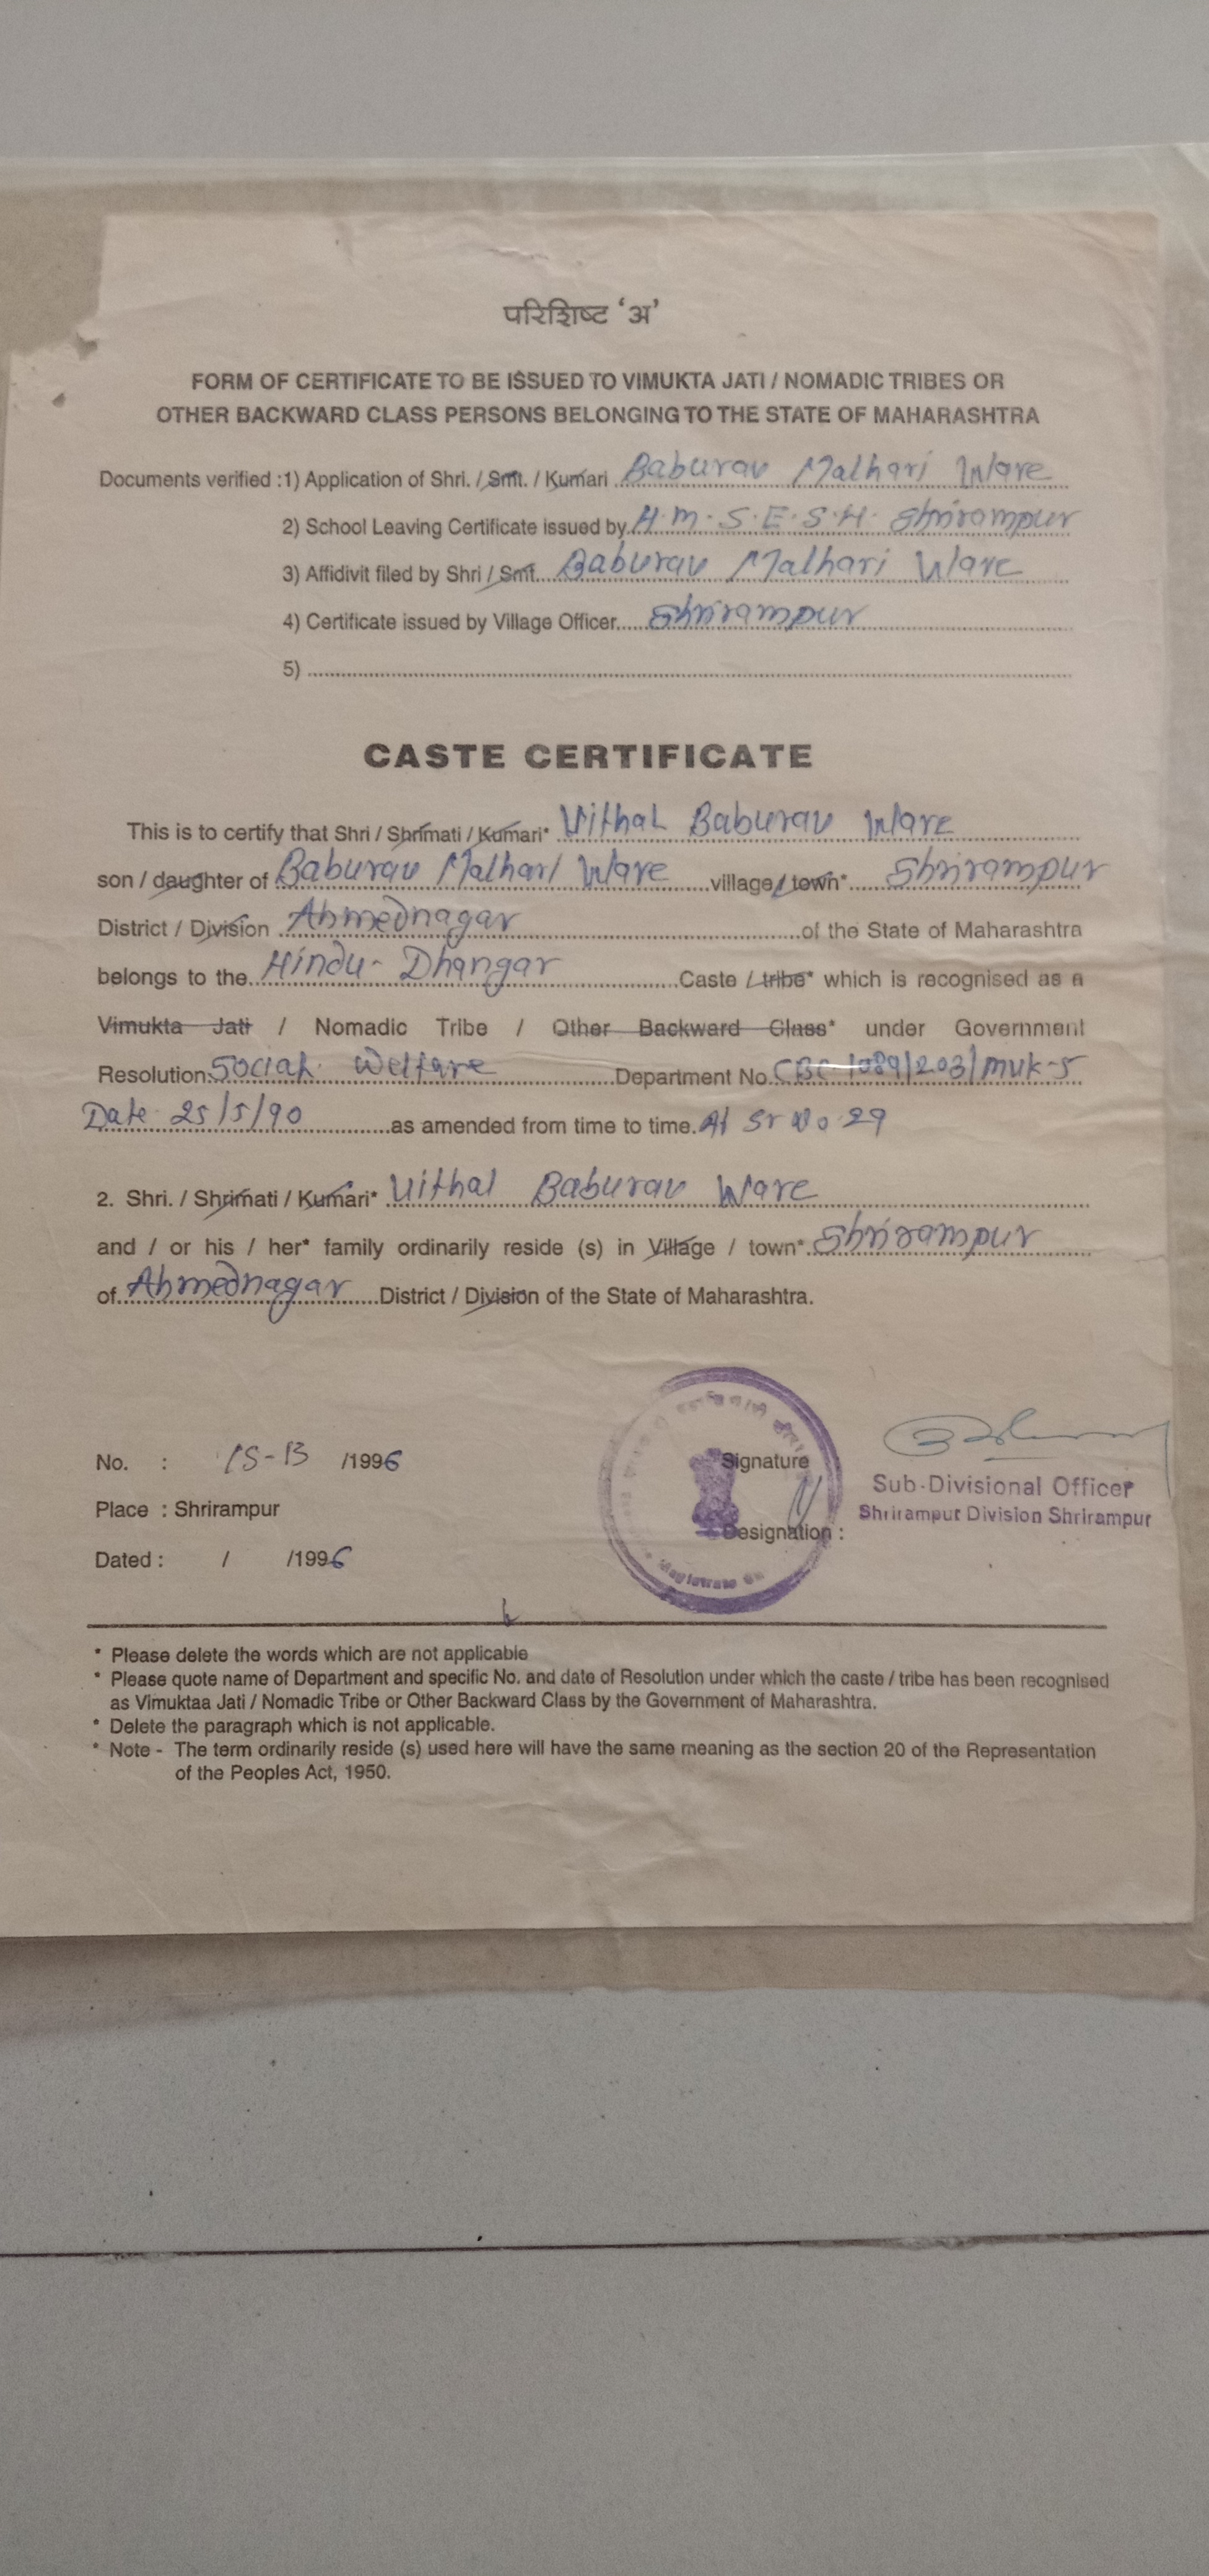 परिशिष्ट ‘अ’
FORM OF CERTIFICATE TO BE ISSUED TO VIMUKTA JATI / NOMADIC TRIBES OR
OTHER BACKWARD CLASS PERSONS BELONGING TO THE STATE OF MAHARASHTRA
Documents verified :1) Application of Shri. / Smt. / Kumari Baburav Malhari Ware
2) School Leaving Certificate issued by H.M.S.E.S.H. Shrirampur
3) Affidivit filed by Shri / Smt. Baburav Malhari Ware
4) Certificate issued by Village Officer..... Shrirampur
5)
CASTE CERTIFICATE
This is to certify that Shri / Shrimati / Kumari* Vithal Baburav Ware
son / daughter of Baburav Malhari Ware village / town* Shrirampur
District / Division Ahmednagar of the State of Maharashtra
belongs to the Hindu - Dhangar Caste / tribe* which is recognised as a
Vimukta Jati / Nomadic Tribe / Other Backward Class* under Government
Resolution Social Welfare Department No. CBC-1089/203/muk-5
Date 25/5/90 as amended from time to time. At Sr No 29
2. Shri. / Shrimati / Kumari* Vithal Baburav Ware
and / or his / her* family ordinarily reside (s) in Village / town* Shrirampur
of Ahmednagar District / Division of the State of Maharashtra.
No. : /1996
Signature
Sub-Divisional Officer
Place : Shrirampur
Shrirampur Division Shrirampur
Designation :
Dated : / /1996
* Please delete the words which are not applicable
* Please quote name of Department and specific No. and date of Resolution under which the caste / tribe has been recognised
as Vimuktaa Jati / Nomadic Tribe or Other Backward Class by the Government of Maharashtra.
* Delete the paragraph which is not applicable.
* Note - The term ordinarily reside (s) used here will have the same meaning as the section 20 of the Representation
of the Peoples Act, 1950.